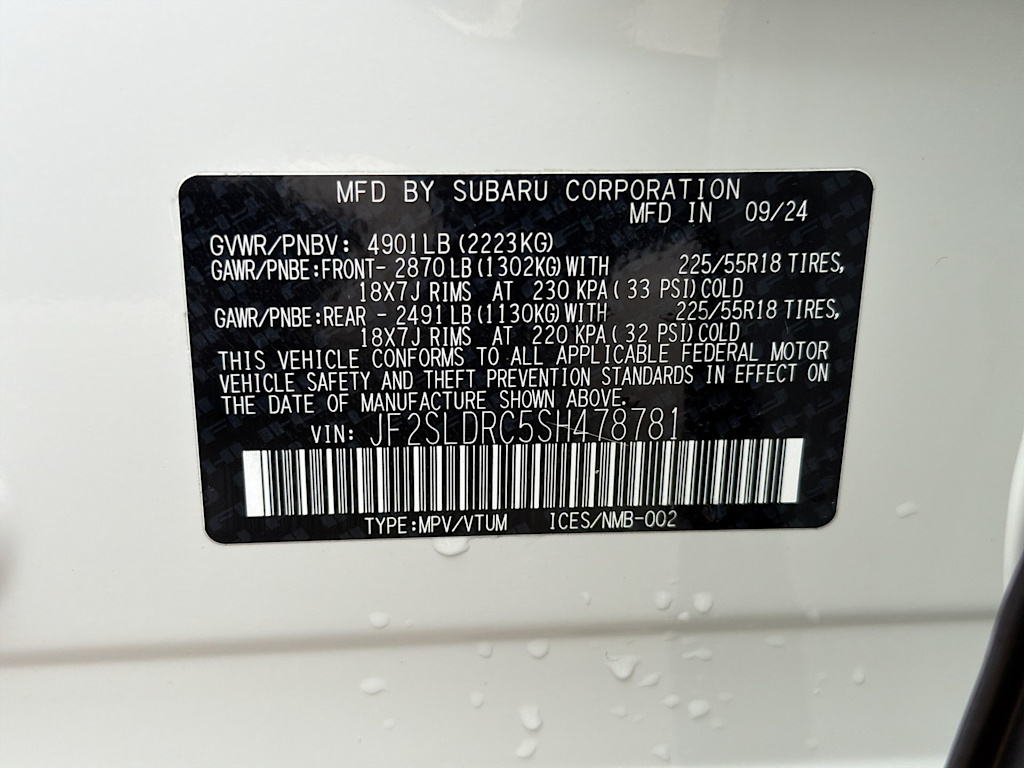 MFD BY SUBARU CORPORATION
MFD IN 09/24
GVWR/PNBV: 4901LB (2223KG)
GAWR/PNBE:FRONT- 2870LB (1302KG) WITH 225/55R18 TIRES,
18X7J RIMS AT 230 KPA( 33 PSI) COLD
GAWR/PNBE:REAR - 2491LB (1130KG) WITH 225/55R18 TIRES,
18X7J RIMS AT 220 KPA( 32 PSI) COLD
THIS VEHICLE CONFORMS TO ALL APPLICABLE FEDERAL MOTOR
VEHICLE SAFETY AND THEFT PREVENTION STANDARDS IN EFFECT ON
THE DATE OF MANUFACTURE SHOWN ABOVE.
VIN: JF2SLDRC5SH478781
TYPE:MPV/VTUM ICES/NMB-002